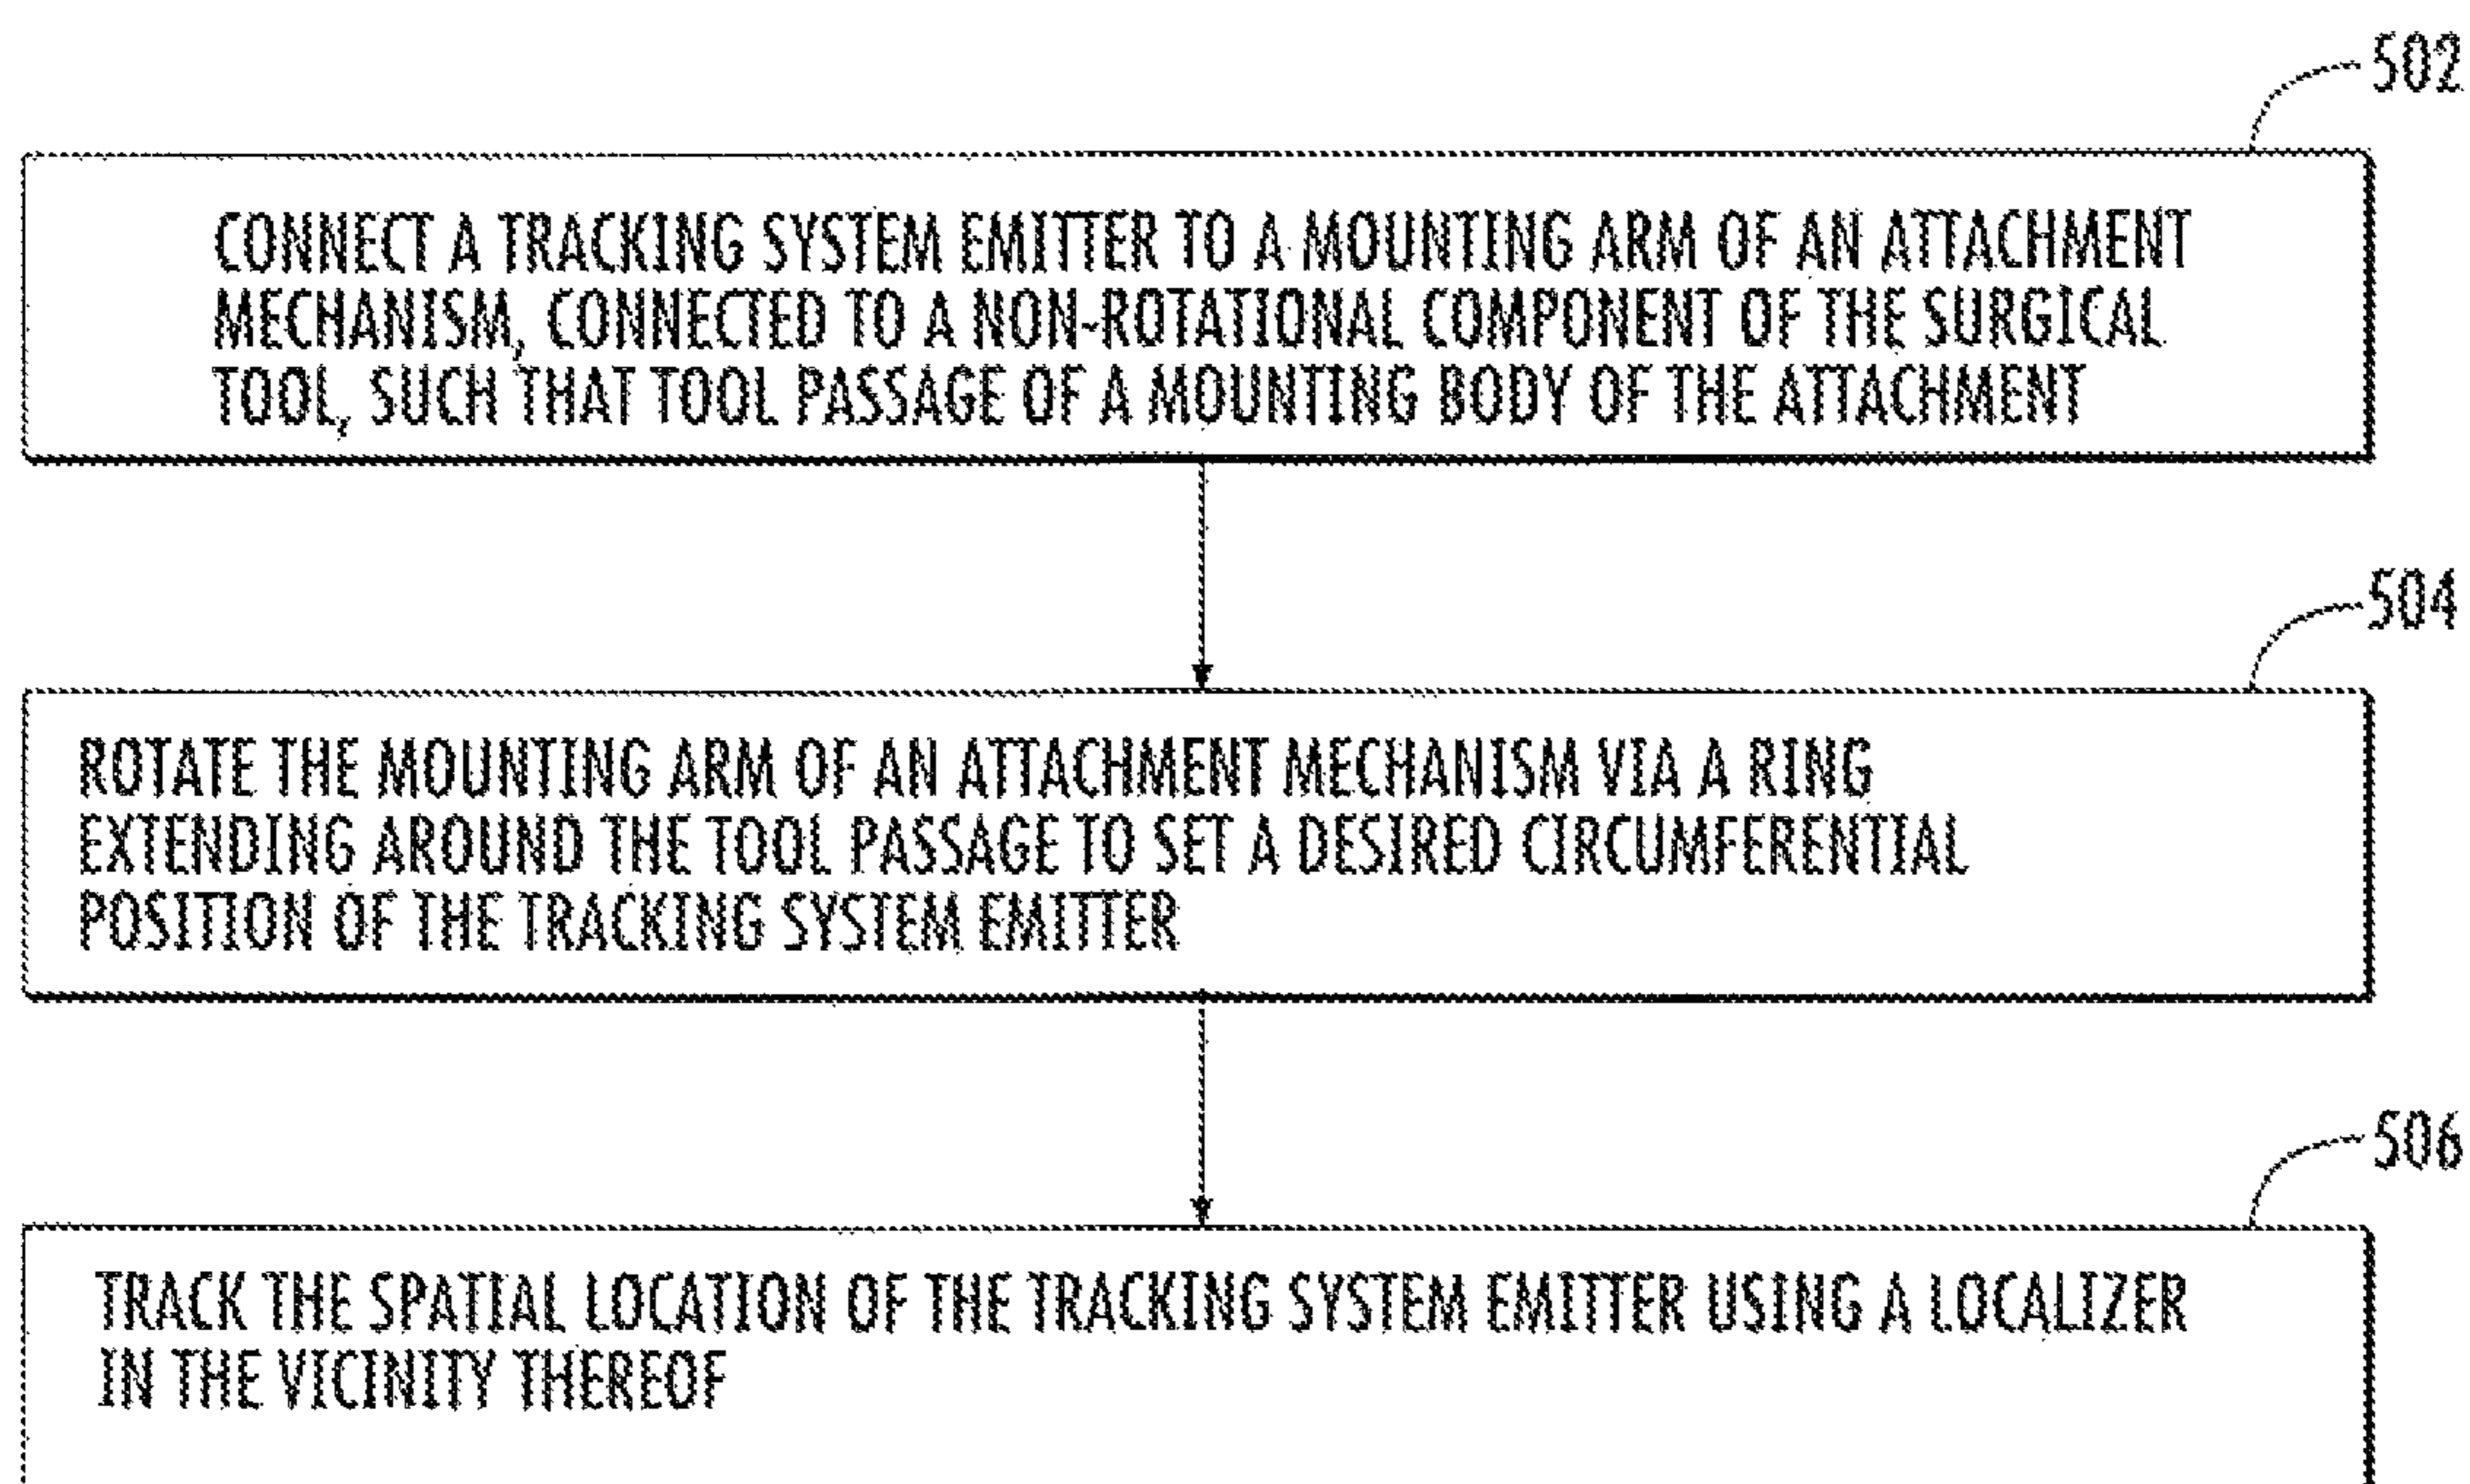 502
CONNECT A TRACKING SYSTEM EMITTER TO A MOUNTING ARM OF AN ATTACHMENT
MECHANISM, CONNECTED TO A NON-ROTATIONAL COMPONENT OF THE SURGICAL
TOOL, SUCH THAT TOOL PASSAGE OF A MOUNTING BODY OF THE ATTACHMENT
504
ROTATE THE MOUNTING ARM OF AN ATTACHMENT MECHANISM VIA A RING
EXTENDING AROUND THE TOOL PASSAGE TO SET A DESIRED CIRCUMFERENTIAL
POSITION OF THE TRACKING SYSTEM EMITTER
506
TRACK THE SPATIAL LOCATION OF THE TRACKING SYSTEM EMITTER USING A LOCALIZER
IN THE VICINITY THEREOF